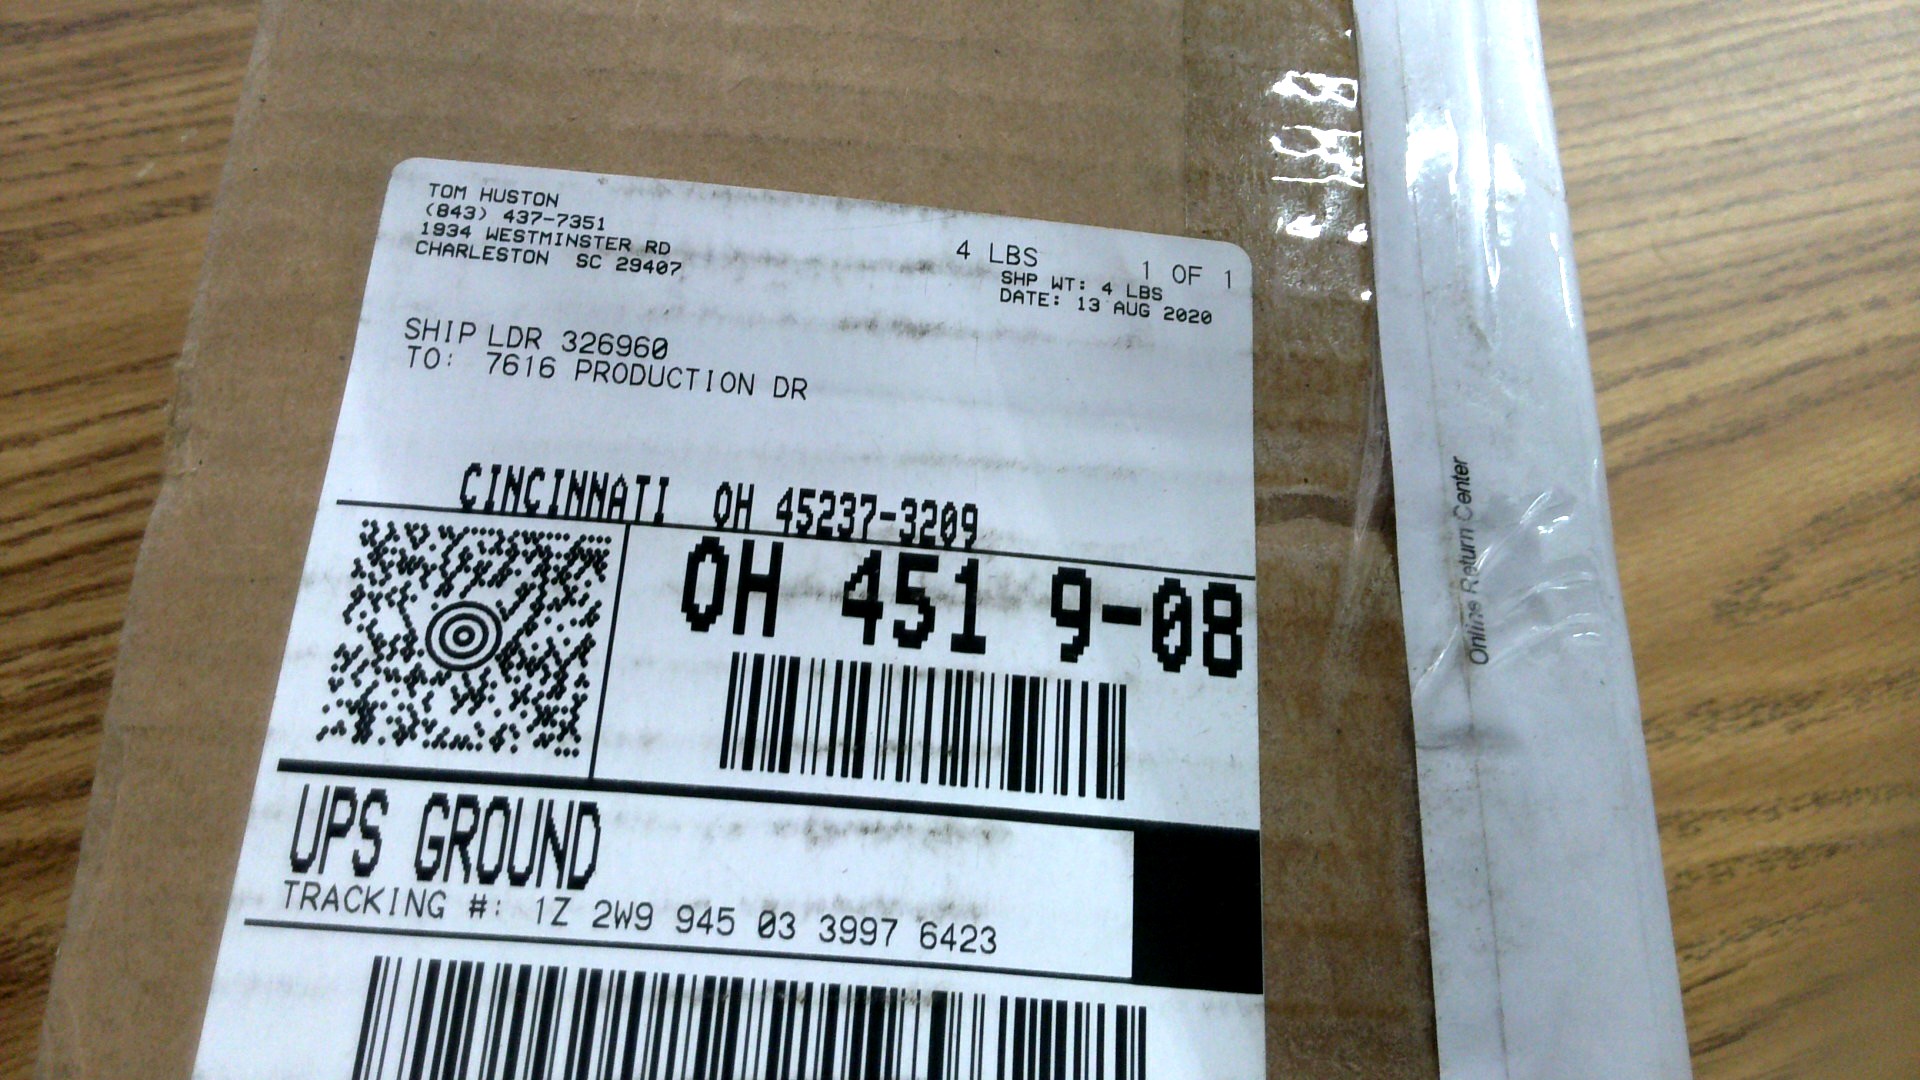 TOM HUSTON
(843) 437-7351
1934 WESTMINSTER RD
CHARLESTON SC 29407
4 LBS 1 OF 1
SHP WT: 4 LBS
DATE: 13 AUG 2020
SHIP LDR 326960
TO: 7616 PRODUCTION DR
CINCINNATI OH 45237-3209
OH 451 9-08
UPS GROUND
TRACKING #: 1Z 2W9 945 03 3997 6423
Online Return Center